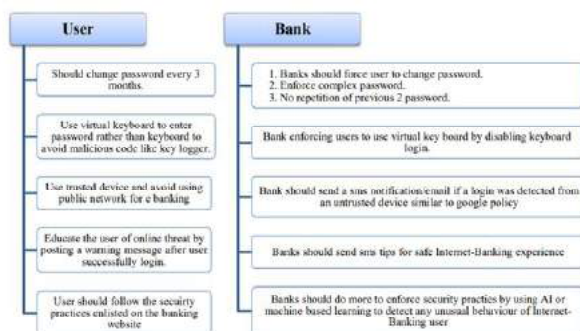 User
Should change password every 3
months.
Use virtual keyboard to enter
password rather than keyboard to
avoid malicious code like key logger.
Use trusted device and avoid using
public network for e banking
Educate the user of online threat by
posting a warning message after user
successfully login.
User should follow the secuirty
practices enlisted on the banking
website
Bank
1. Banks should force user to change password.
2. Enforce complex password.
3. No repetition of previous 2 password.
Bank enforcing users to use virtual key board by disabling keyboard
login.
Bank should send a sms notification/email if a login was detected from
an untrusted device similar to google policy
Banks should send sms tips for safe Internet-Banking experience
Banks should do more to enforce security practies by using AI or
machine based learning to detect any unusual behaviour of Internet-
Banking user